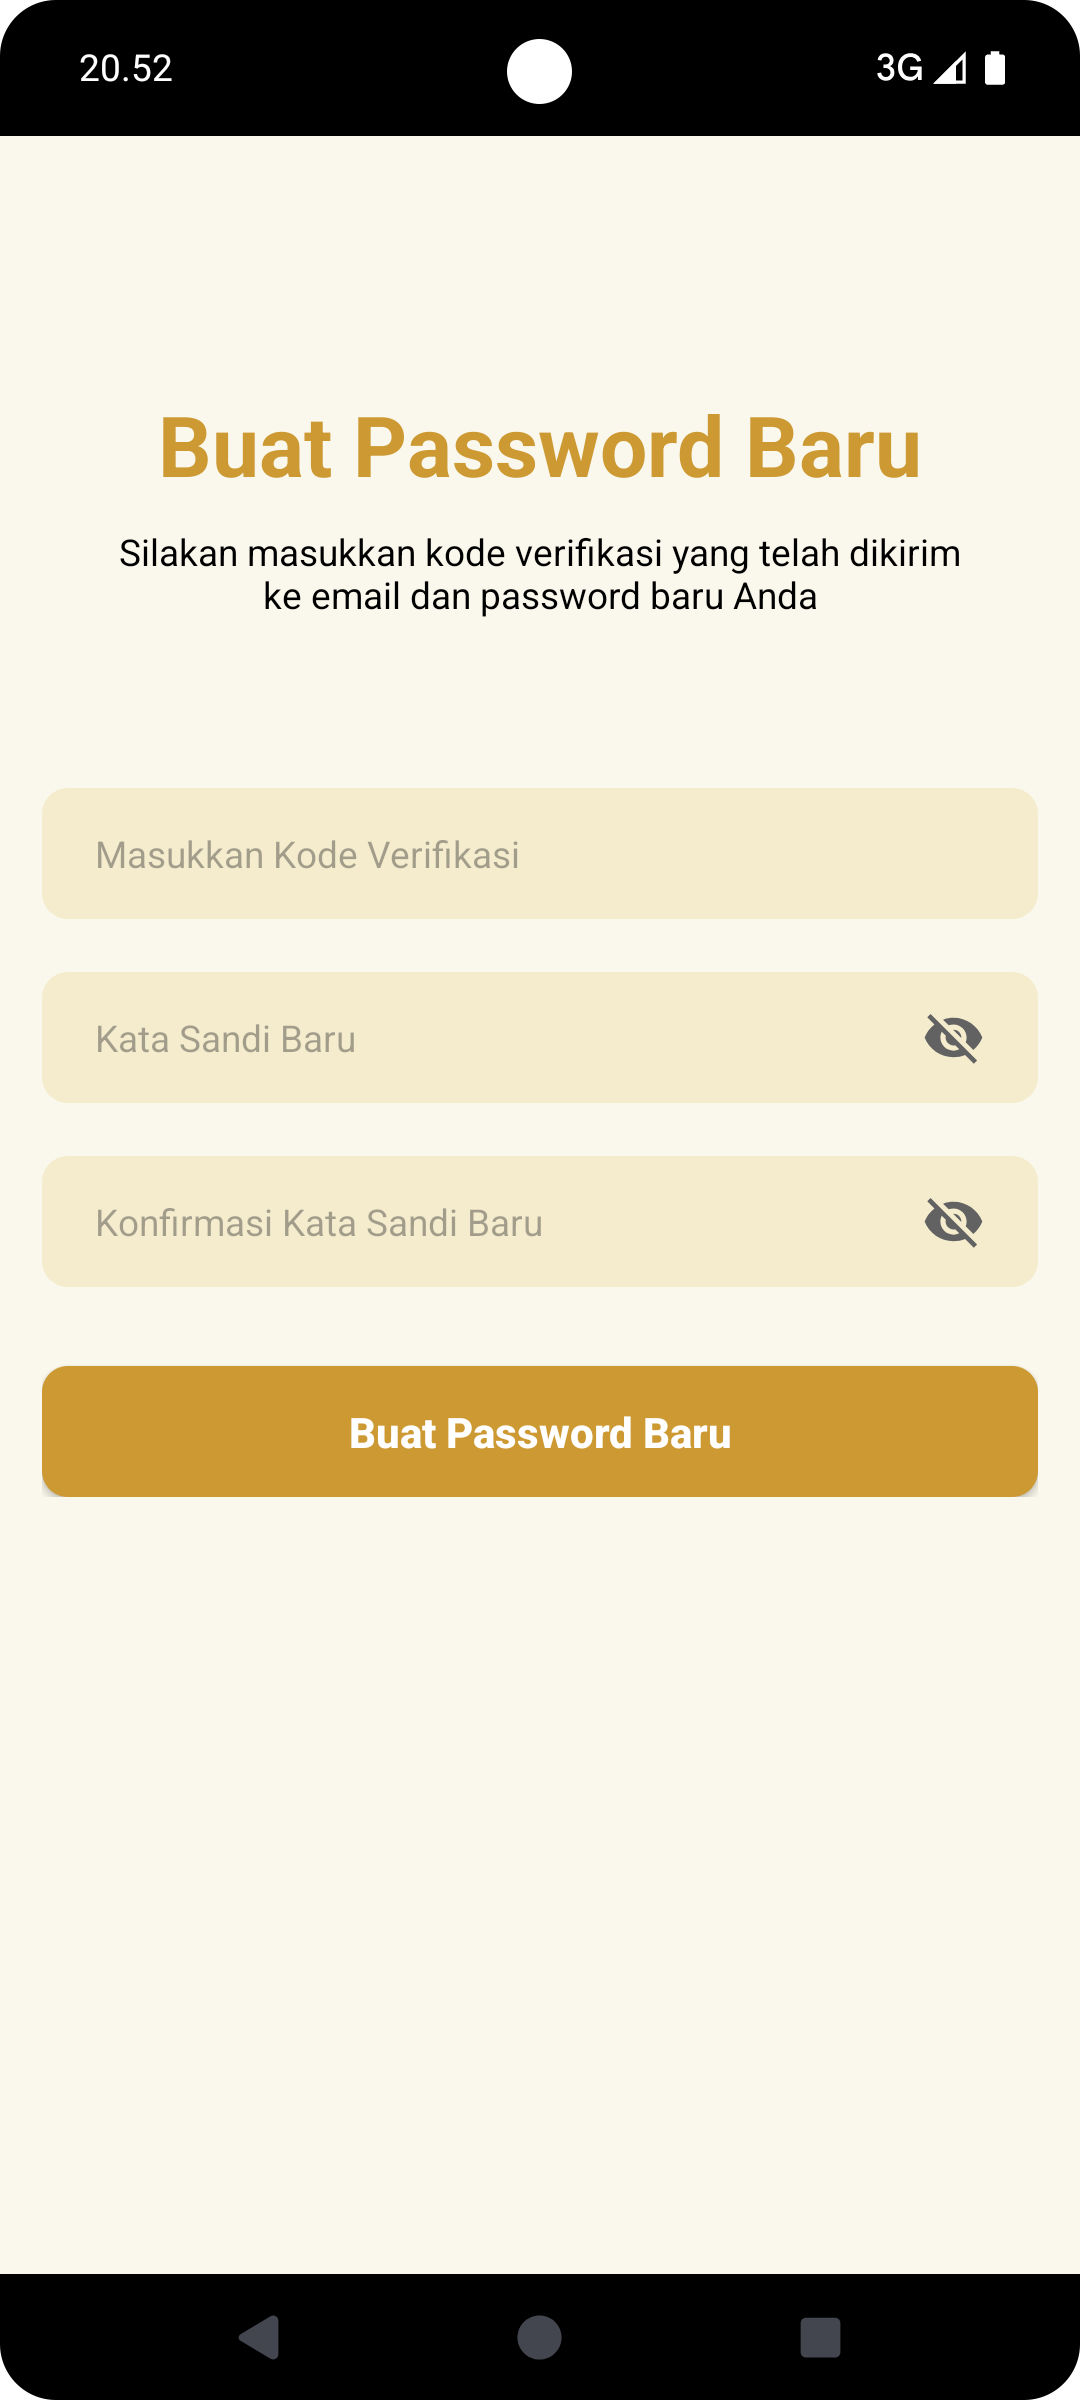 20.52
3G
Buat Password Baru
Silakan masukkan kode verifikasi yang telah dikirim
ke email dan password baru Anda
Masukkan Kode Verifikasi
Kata Sandi Baru
Konfirmasi Kata Sandi Baru
Buat Password Baru